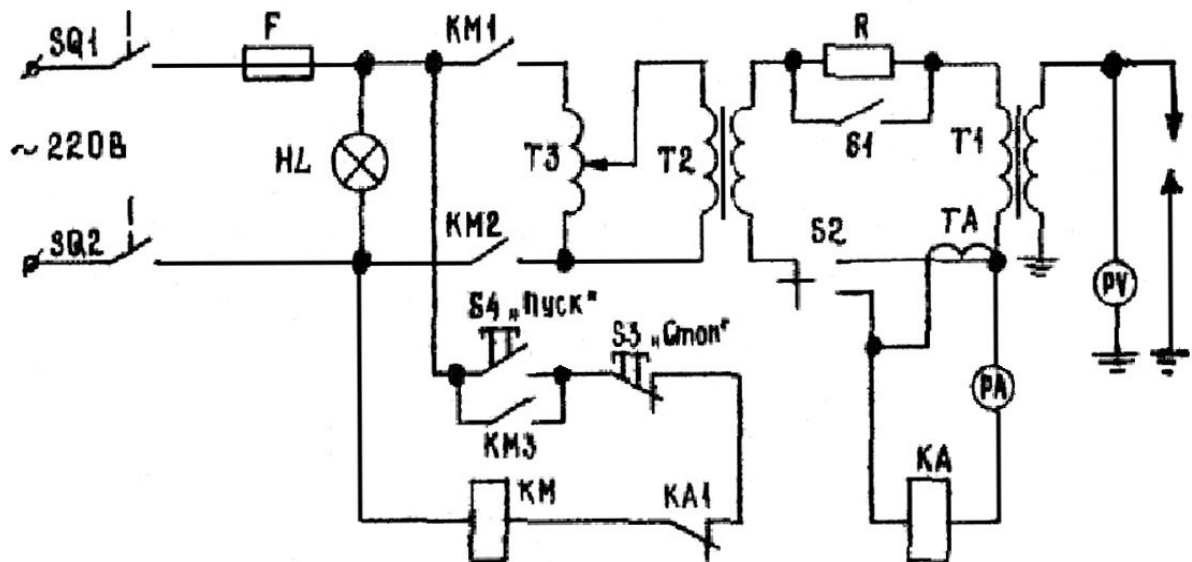 SQ1
F
KM1
R
~220В
HL
T3
T2
S1
T1
SQ2
KM2
S2
TA
PV
S4 „Пуск"
S3 „Стоп"
PA
KM3
KM
KA1
KA